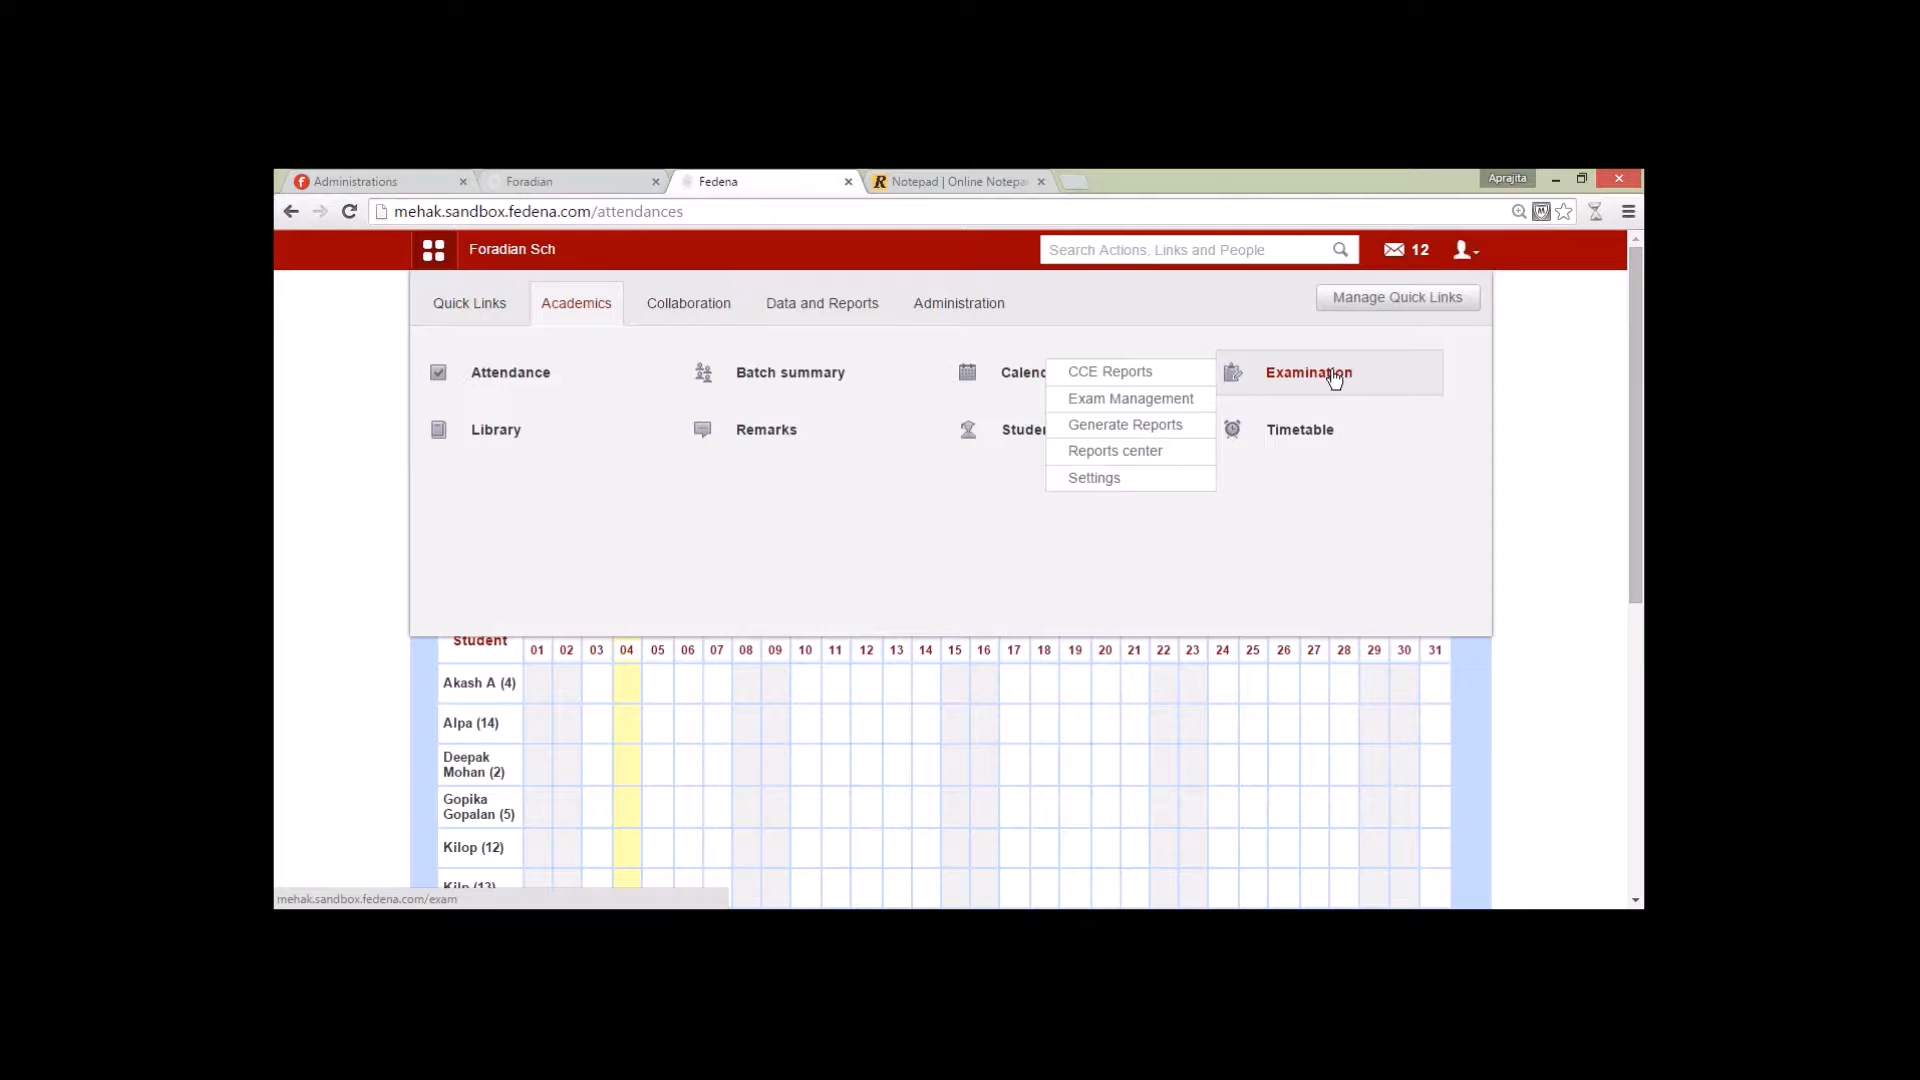 Administrations
Foradian
Fedena
Notepad | Online Notepa
Aprajita
mehak.sandbox.fedena.com/attendances
Foradian Sch
Search Actions, Links and People
12
Quick Links
Academics
Collaboration
Data and Reports
Administration
Manage Quick Links
Attendance
Batch summary
Calend
Examination
CCE Reports
Exam Management
Generate Reports
Reports center
Settings
Library
Remarks
Studen
Timetable
Student
01 02 03 04 05 06 07 08 09 10 11 12 13 14 15 16 17 18 19 20 21 22 23 24 25 26 27 28 29 30 31
Akash A (4)
Alpa (14)
Deepak
Mohan (2)
Gopika
Gopalan (5)
Kilop (12)
Kilp (13)
mehak.sandbox.fedena.com/exam